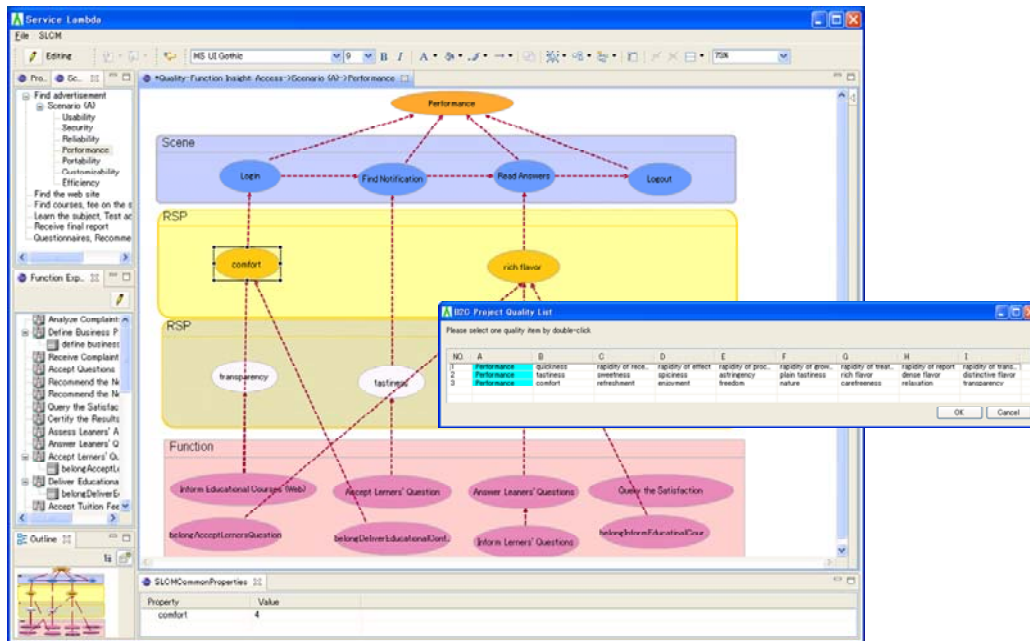 Service Lambda
File SLCM
Editing MS UI Gothic 9 B I A 75%
Pro.. Sc..
Find advertisement
Scenario (A)
Usability
Security
Reliability
Performance
Portability
Customizability
Efficiency
Find the web site
Find courses, fee on the s
Learn the subject, Test ac
Receive final report
Questionnaires, Recomme
Function Exp..
Analyze Complaint
Define Business P
define business
Receive Complaint
Accept Questions
Recommend the Ne
Recommend the Ne
Query the Satisfac
Certify the Results
Assess Leaners' A
Answer Leaners' Q
Accept Lerners' Qu
belongAcceptLe
Deliver Educationa
belongDeliverE
Accept Tuition Fee
Outline
*Quality-Function Insight: Access->Scenario (A)->Performance
Performance
Scene
Login
Find Notification
Read Answers
Logout
RSP
comfort
rich flavor
RSP
transparency
tastiness
Function
Inform Educational Courses (Web)
Accept Lerners' Question
Answer Leaners' Questions
Query the Satisfaction
belongAcceptLernersQuestion
belongDeliverEducationalCont..
Inform Lerners' Questions
belongInformEducatinalCour..
B2C Project Quality List
Please select one quality item by double-click
NO. A B C D E F G H I
1 Performance quickness rapidity of rece.. rapidity of effect rapidity of proc.. rapidity of grow.. rapidity of treat.. rapidity of report rapidity of trans..
2 Performance tastiness sweetness spiciness astringency plain tastiness rich flavor dense flavor distinctive flavor
3 Performance comfort refreshment enjoyment freedom nature carefreeness relaxation transparency
OK Cancel
SLCMCommonProperties
Property Value
comfort 4